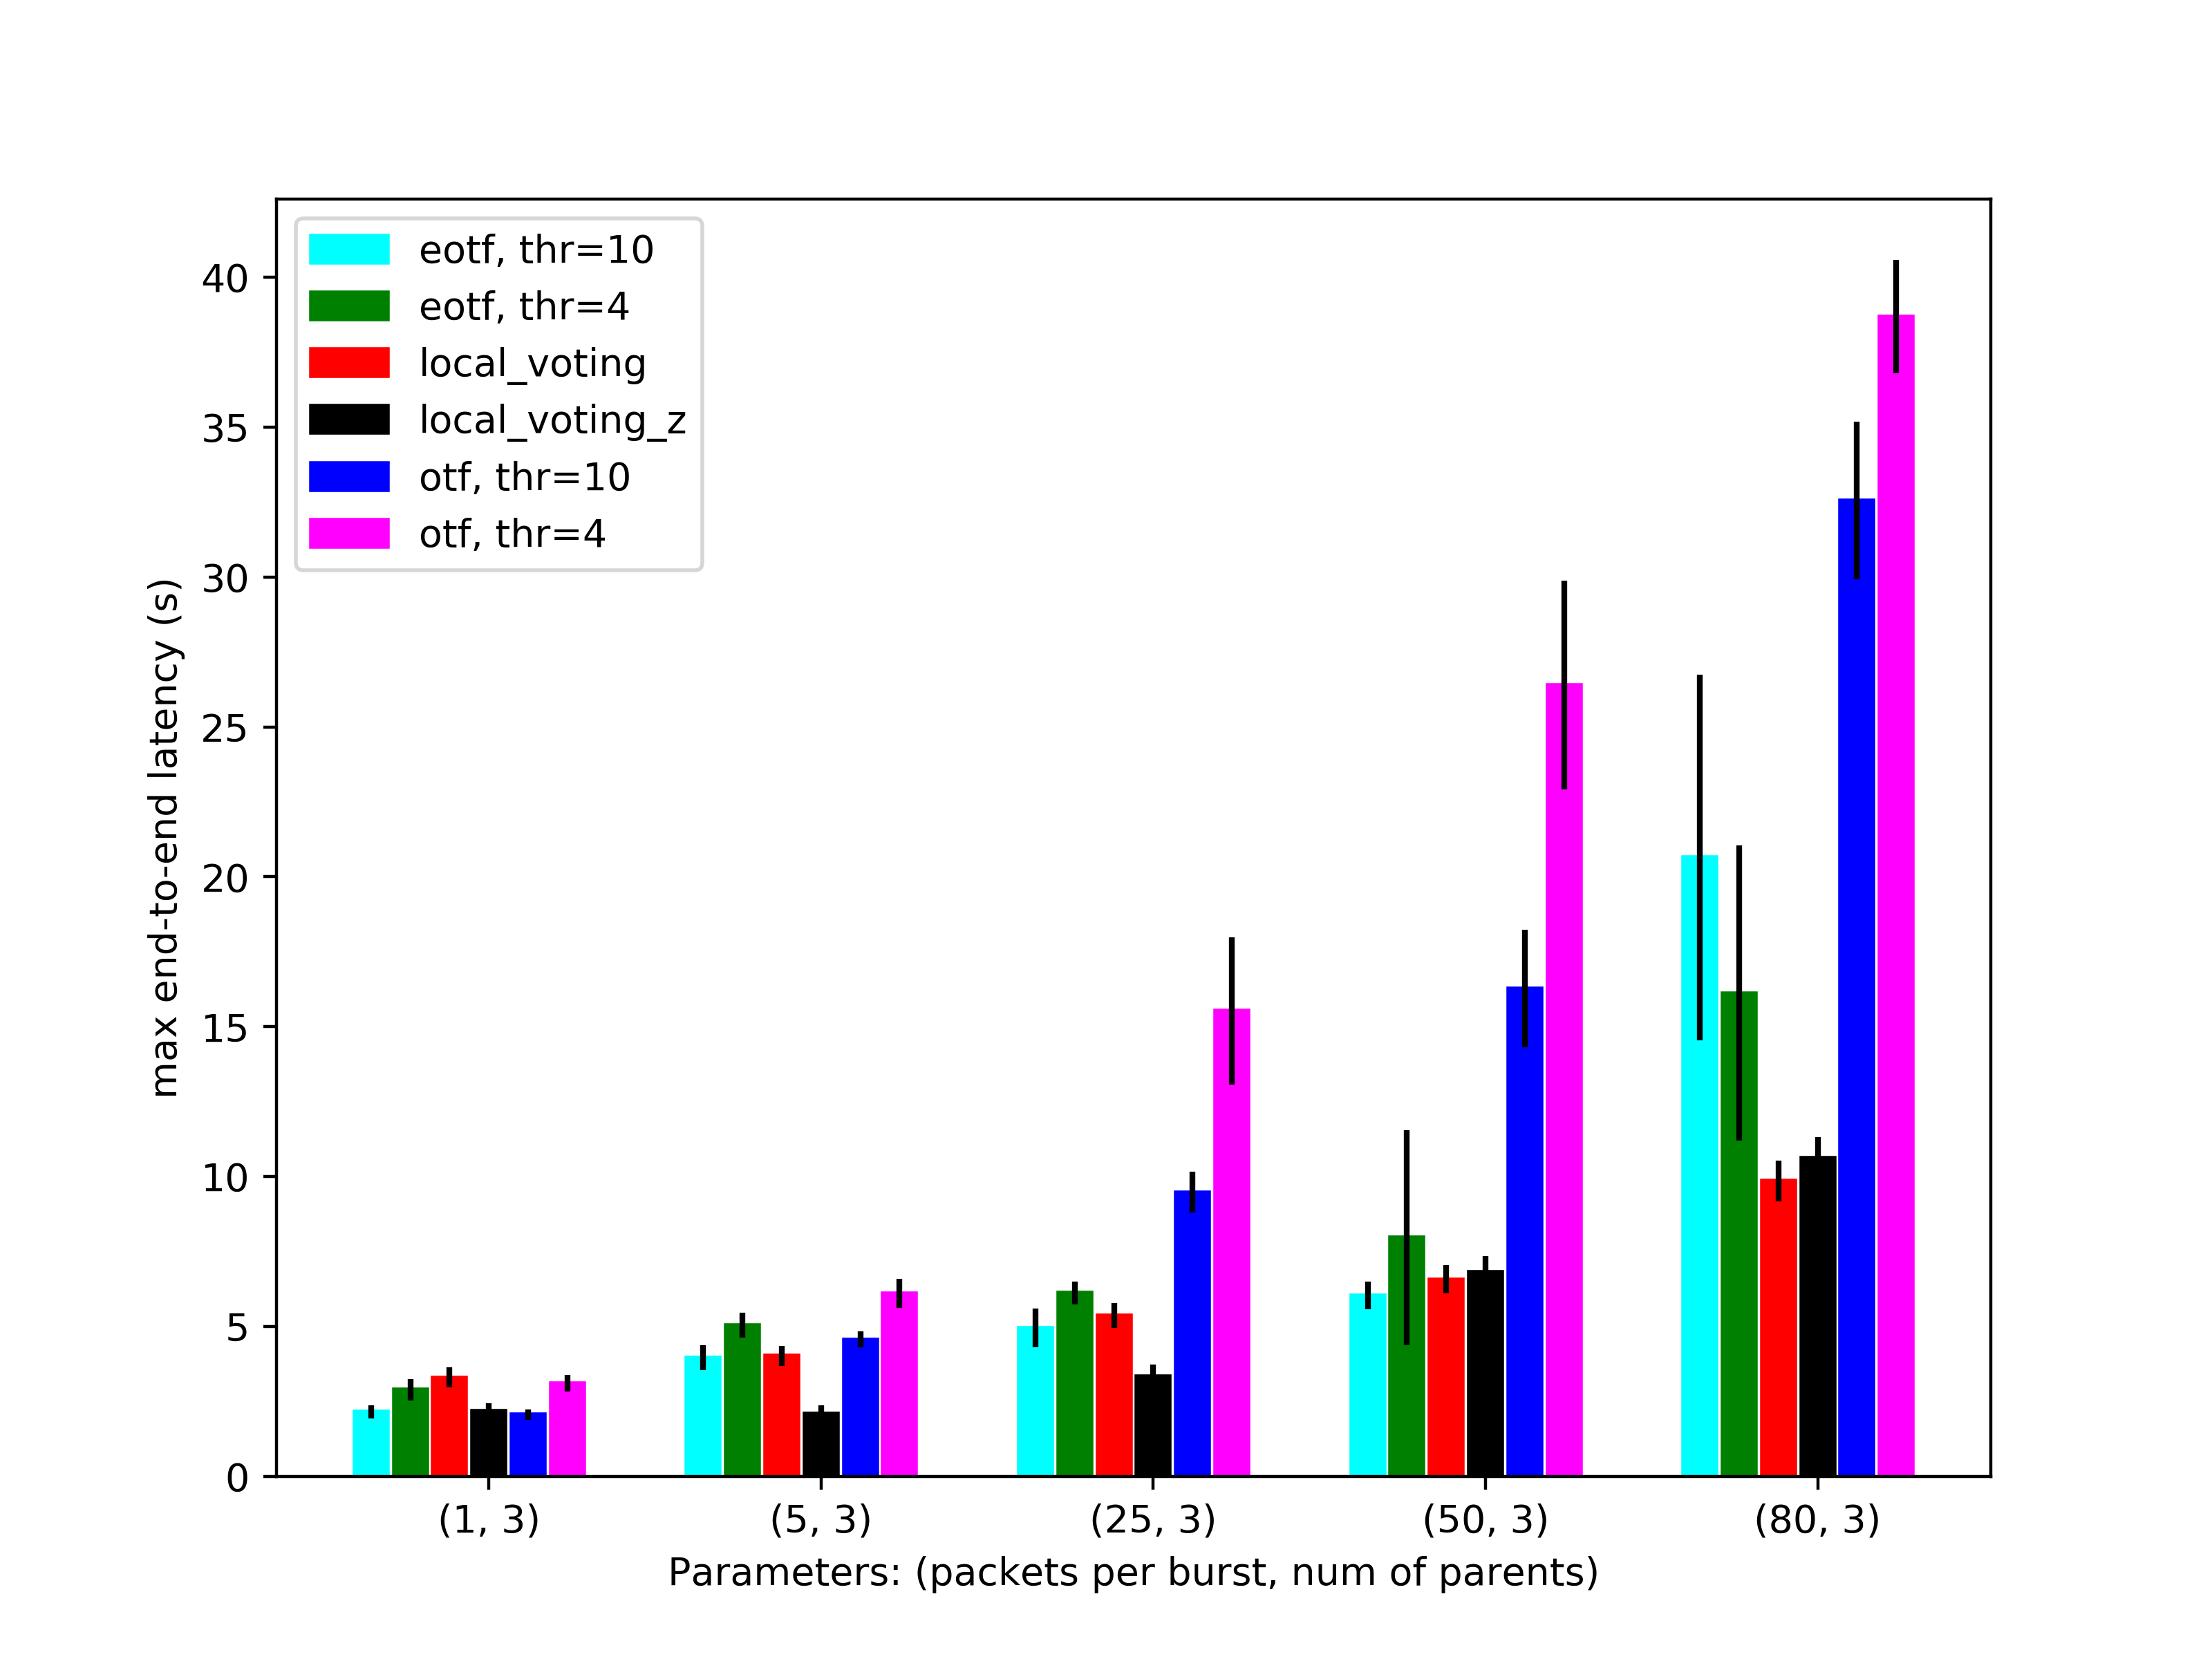 eotf, thr=10
eotf, thr=4
local_voting
local_voting_z
otf, thr=10
otf, thr=4
max end-to-end latency (s)
40
35
30
25
20
15
10
5
0
(1, 3) (5, 3) (25, 3) (50, 3) (80, 3)
Parameters: (packets per burst, num of parents)